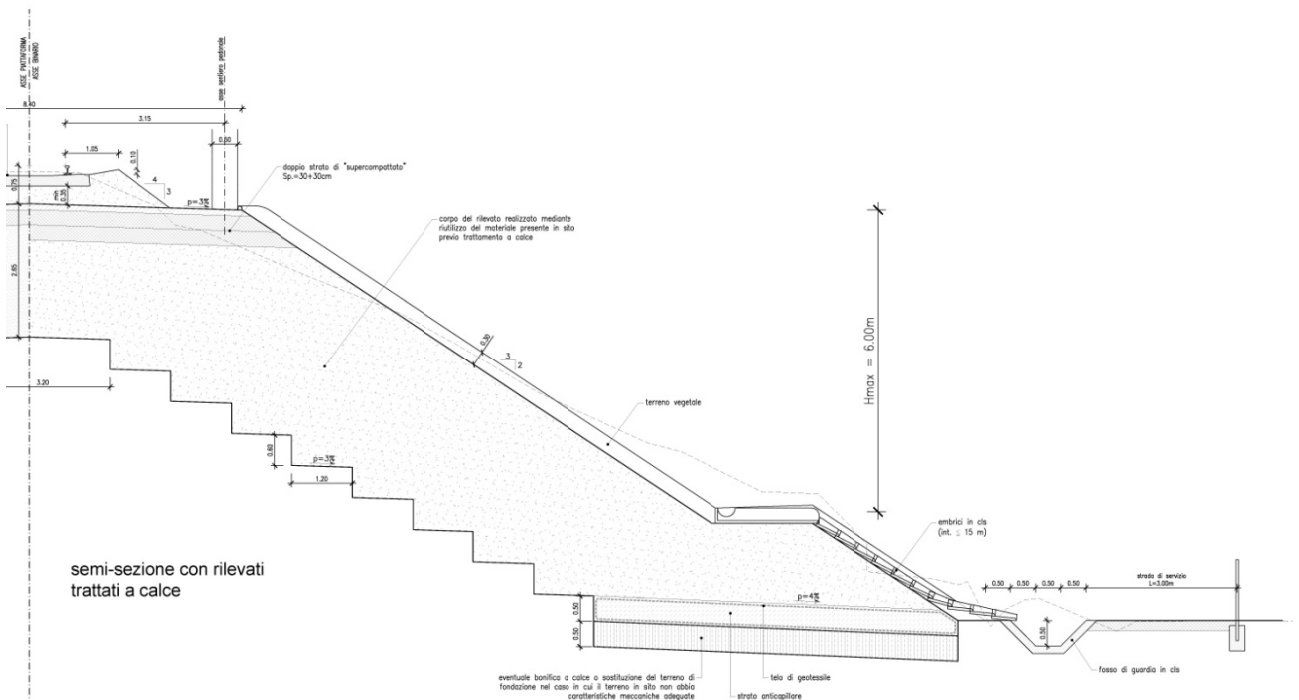 ASSE PIATTAFORMA
ASSE BINARIO
asse sentiero pedonale
8.40
3.15
0.60
1.05
0.10
4
3
0.75
min
0.35
p=3%
doppio strato di "supercompattato"
Sp.=30+30cm
corpo del rilevato realizzato mediante
riutilizzo del materiale presente in sito
previo trattamento a calce
2.65
0.30
3
2
Hmax = 6.00m
3.20
terreno vegetale
0.60
p=3%
1.20
embrici in cls
(int. ≤ 15 m)
semi-sezione con rilevati
trattati a calce
0.50 0.50 0.50 0.50
strada di servizio
L=3.00m
p=4%
0.50
0.50
0.50
fosso di guardia in cls
eventuale bonifica a calce o sostituzione del terreno di
fondazione nel caso in cui il terreno in sito non abbia
caratteristiche meccaniche adeguate
telo di geotessile
strato anticapillare